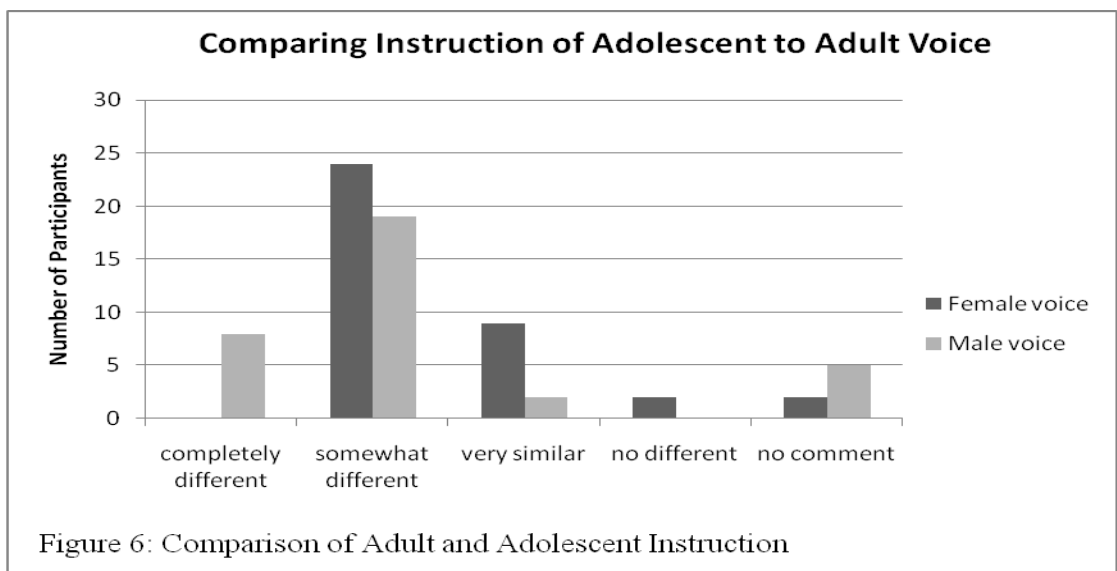 Comparing Instruction of Adolescent to Adult Voice
30
25
20
15
10
5
0
Number of Participants
completely different
somewhat different
very similar
no different
no comment
Female voice
Male voice
Figure 6: Comparison of Adult and Adolescent Instruction